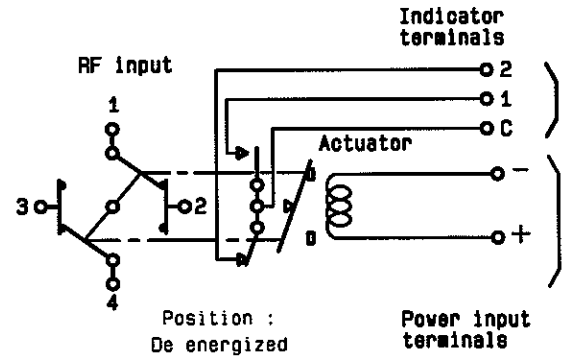 Indicator
terminals
RF input
2
1
1
C
Actuator
-
3
2
+
4
Position :
De energized
Power input
terminals